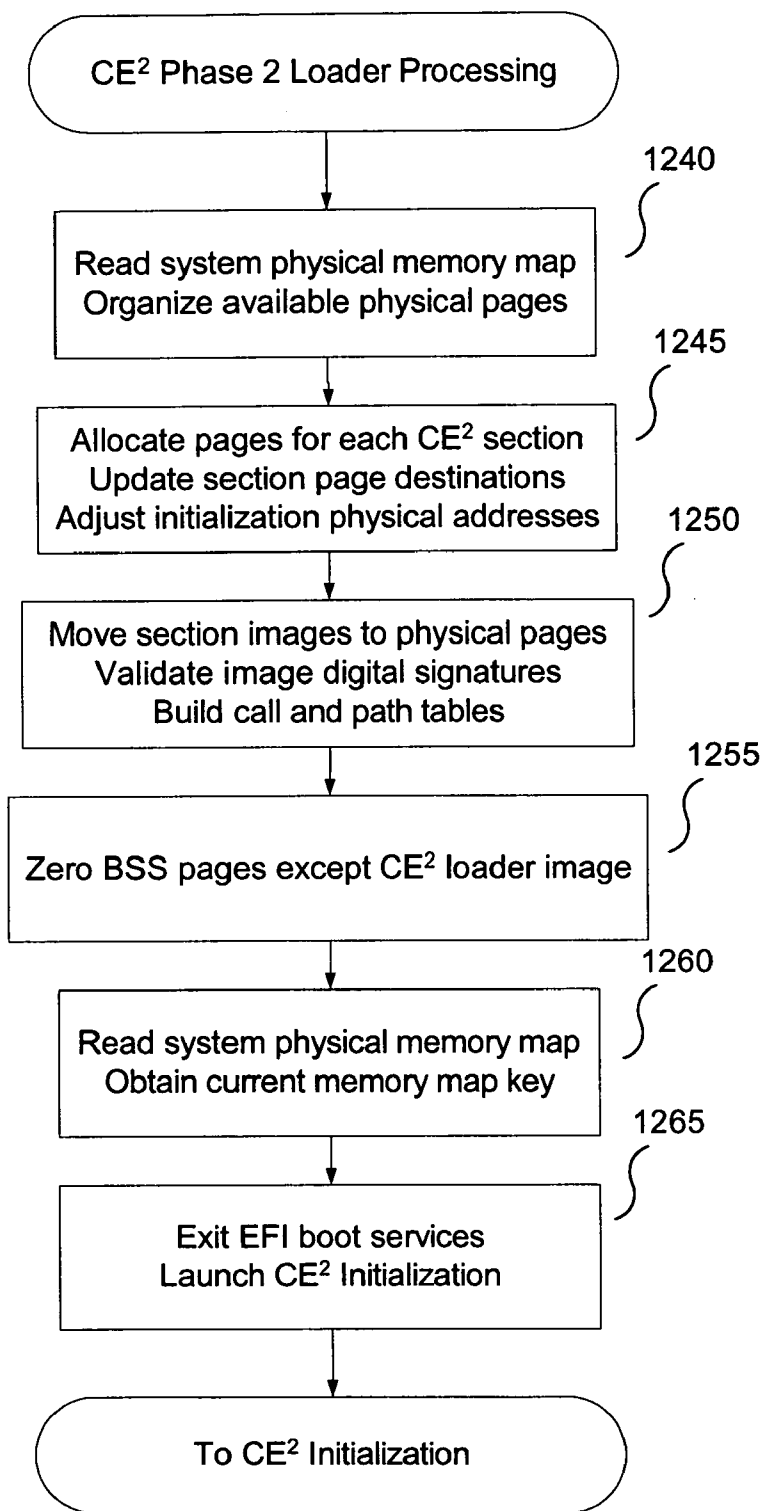 CE² Phase 2 Loader Processing
1240
Read system physical memory map
Organize available physical pages
1245
Allocate pages for each CE² section
Update section page destinations
Adjust initialization physical addresses
1250
Move section images to physical pages
Validate image digital signatures
Build call and path tables
1255
Zero BSS pages except CE² loader image
1260
Read system physical memory map
Obtain current memory map key
1265
Exit EFI boot services
Launch CE² Initialization
To CE² Initialization